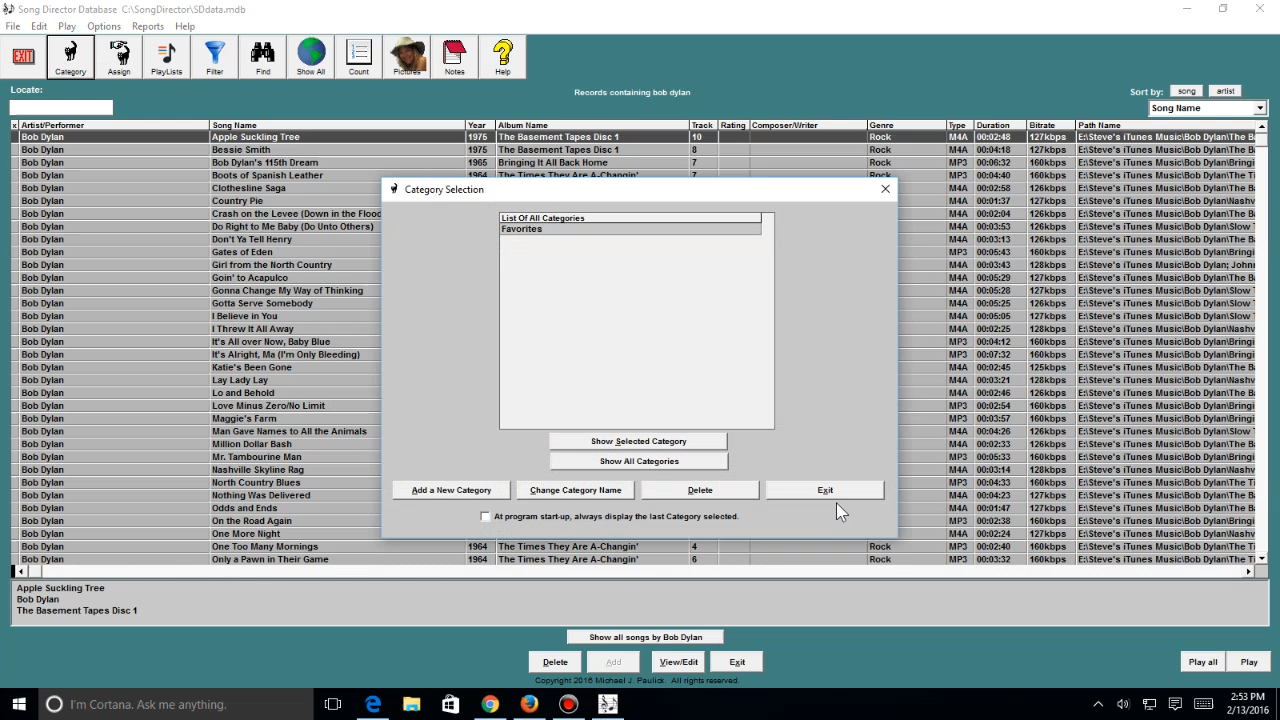 Song Director Database C:\SongDirector\SDdata.mdb
File Edit Play Options Reports Help
EXIT Category Assign PlayLists Filter Find Show All Count Pictures Notes Help
Locate: Records containing bob dylan Sort by: song artist
Song Name
x Artist/Performer Song Name Year Album Name Track Rating Composer/Writer Genre Type Duration Bitrate Path Name
Bob Dylan Apple Suckling Tree 1975 The Basement Tapes Disc 1 10 Rock M4A 00:02:48 127kbps E:\Steve's iTunes Music\Bob Dylan\The Ba
Bob Dylan Bessie Smith 1975 The Basement Tapes Disc 1 8 Rock M4A 00:04:18 127kbps E:\Steve's iTunes Music\Bob Dylan\The Ba
Bob Dylan Bob Dylan's 115th Dream 1965 Bringing It All Back Home 7 Rock MP3 00:06:32 160kbps E:\Steve's iTunes Music\Bob Dylan\Bringi
Bob Dylan Boots of Spanish Leather 1964 The Times They Are A-Changin' 7 Rock MP3 00:04:40 160kbps E:\Steve's iTunes Music\Bob Dylan\The Ti
Category Selection
Bob Dylan Clothesline Saga M4A 00:02:58 127kbps E:\Steve's iTunes Music\Bob Dylan\The Ba
Bob Dylan Country Pie M4A 00:01:37 127kbps E:\Steve's iTunes Music\Bob Dylan\Nashv
Bob Dylan Crash on the Levee (Down in the Flood M4A 00:02:04 127kbps E:\Steve's iTunes Music\Bob Dylan\The Ba
List Of All Categories
Bob Dylan Do Right to Me Baby (Do Unto Others) M4A 00:03:53 126kbps E:\Steve's iTunes Music\Bob Dylan\Slow T
Favorites
Bob Dylan Don't Ya Tell Henry M4A 00:03:13 127kbps E:\Steve's iTunes Music\Bob Dylan\The Ba
Bob Dylan Gates of Eden MP3 00:05:43 160kbps E:\Steve's iTunes Music\Bob Dylan\Bringi
Bob Dylan Girl from the North Country M4A 00:03:43 128kbps E:\Steve's iTunes Music\Bob Dylan; Johnn
Bob Dylan Goin' to Acapulco M4A 00:05:29 127kbps E:\Steve's iTunes Music\Bob Dylan\The Ba
Bob Dylan Gonna Change My Way of Thinking M4A 00:05:28 127kbps E:\Steve's iTunes Music\Bob Dylan\Slow T
Bob Dylan Gotta Serve Somebody M4A 00:05:28 126kbps E:\Steve's iTunes Music\Bob Dylan\Slow T
Bob Dylan I Believe in You M4A 00:05:05 127kbps E:\Steve's iTunes Music\Bob Dylan\Slow T
Bob Dylan I Threw It All Away M4A 00:02:25 128kbps E:\Steve's iTunes Music\Bob Dylan\Nashv
Bob Dylan It's All over Now, Baby Blue MP3 00:04:12 160kbps E:\Steve's iTunes Music\Bob Dylan\Bringi
Bob Dylan It's Alright, Ma (I'm Only Bleeding) MP3 00:07:32 160kbps E:\Steve's iTunes Music\Bob Dylan\Bringi
Bob Dylan Katie's Been Gone M4A 00:02:45 125kbps E:\Steve's iTunes Music\Bob Dylan\The Ba
Bob Dylan Lay Lady Lay M4A 00:03:21 128kbps E:\Steve's iTunes Music\Bob Dylan\Nashv
Bob Dylan Lo and Behold M4A 00:02:46 128kbps E:\Steve's iTunes Music\Bob Dylan\The Ba
Bob Dylan Love Minus Zero/No Limit MP3 00:02:54 160kbps E:\Steve's iTunes Music\Bob Dylan\Bringi
Bob Dylan Maggie's Farm MP3 00:03:57 160kbps E:\Steve's iTunes Music\Bob Dylan\Bringi
Bob Dylan Man Gave Names to All the Animals M4A 00:04:26 127kbps E:\Steve's iTunes Music\Bob Dylan\Slow T
Bob Dylan Million Dollar Bash M4A 00:02:33 127kbps E:\Steve's iTunes Music\Bob Dylan\The Ba
Show Selected Category
Bob Dylan Mr. Tambourine Man MP3 00:05:33 160kbps E:\Steve's iTunes Music\Bob Dylan\Bringi
Show All Categories
Bob Dylan Nashville Skyline Rag M4A 00:03:14 128kbps E:\Steve's iTunes Music\Bob Dylan\Nashv
Bob Dylan North Country Blues MP3 00:04:33 160kbps E:\Steve's iTunes Music\Bob Dylan\The Ti
Add a New Category Change Category Name Delete Exit
Bob Dylan Nothing Was Delivered M4A 00:04:23 127kbps E:\Steve's iTunes Music\Bob Dylan\The Ba
Bob Dylan Odds and Ends M4A 00:01:47 127kbps E:\Steve's iTunes Music\Bob Dylan\The Ba
At program start-up, always display the last Category selected.
Bob Dylan On the Road Again MP3 00:02:38 160kbps E:\Steve's iTunes Music\Bob Dylan\Bringi
Bob Dylan One More Night M4A 00:02:24 127kbps E:\Steve's iTunes Music\Bob Dylan\Nashv
Bob Dylan One Too Many Mornings 1964 The Times They Are A-Changin' 4 Rock MP3 00:02:40 160kbps E:\Steve's iTunes Music\Bob Dylan\The Ti
Bob Dylan Only a Pawn in Their Game 1964 The Times They Are A-Changin' 6 Rock MP3 00:03:32 160kbps E:\Steve's iTunes Music\Bob Dylan\The Ti
Apple Suckling Tree
Bob Dylan
The Basement Tapes Disc 1
Show all songs by Bob Dylan
Delete Add View/Edit Exit Play all Play
Copyright 2016 Michael J. Paulick. All rights reserved.
I'm Cortana. Ask me anything.
2:53 PM
2/13/2016